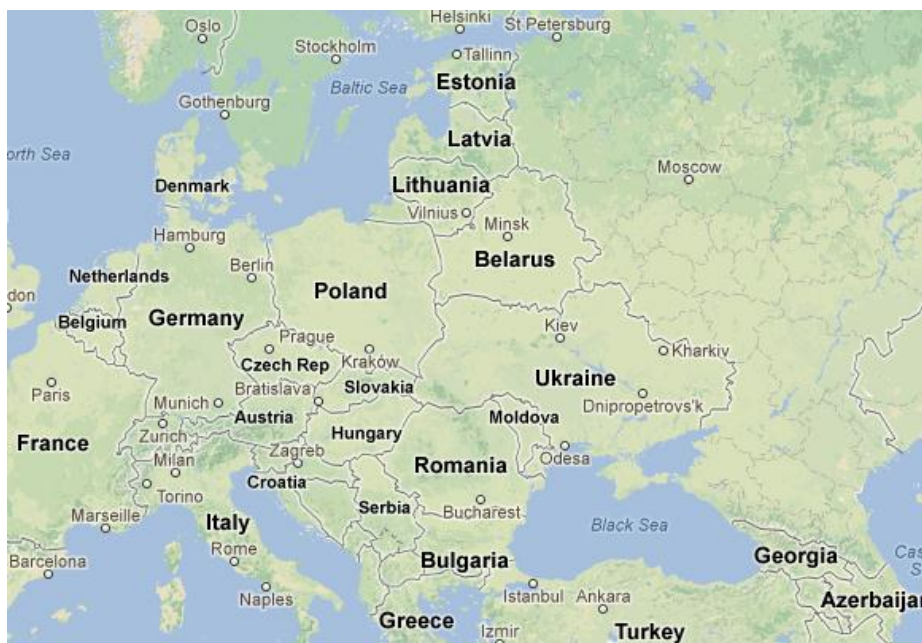 Helsinki
Oslo
St Petersburg
Stockholm
Tallinn
Baltic Sea
Estonia
Gothenburg
Latvia
orth Sea
Moscow
Denmark
Lithuania
Vilnius
Minsk
Hamburg
Belarus
Netherlands
Berlin
Poland
don
Belgium
Germany
Kiev
Prague
Kharkiv
Czech Rep
Kraków
Ukraine
Paris
Bratislava
Slovakia
Munich
Dnipropetrovs'k
Austria
Moldova
Zurich
Hungary
France
Odesa
Zagreb
Romania
Milan
Croatia
Torino
Serbia
Bucharest
Marseille
Italy
Black Sea
Rome
Georgia
Cas
S
Barcelona
Bulgaria
Naples
Istanbul
Ankara
Azerbaijan
Greece
Izmir
Turkey